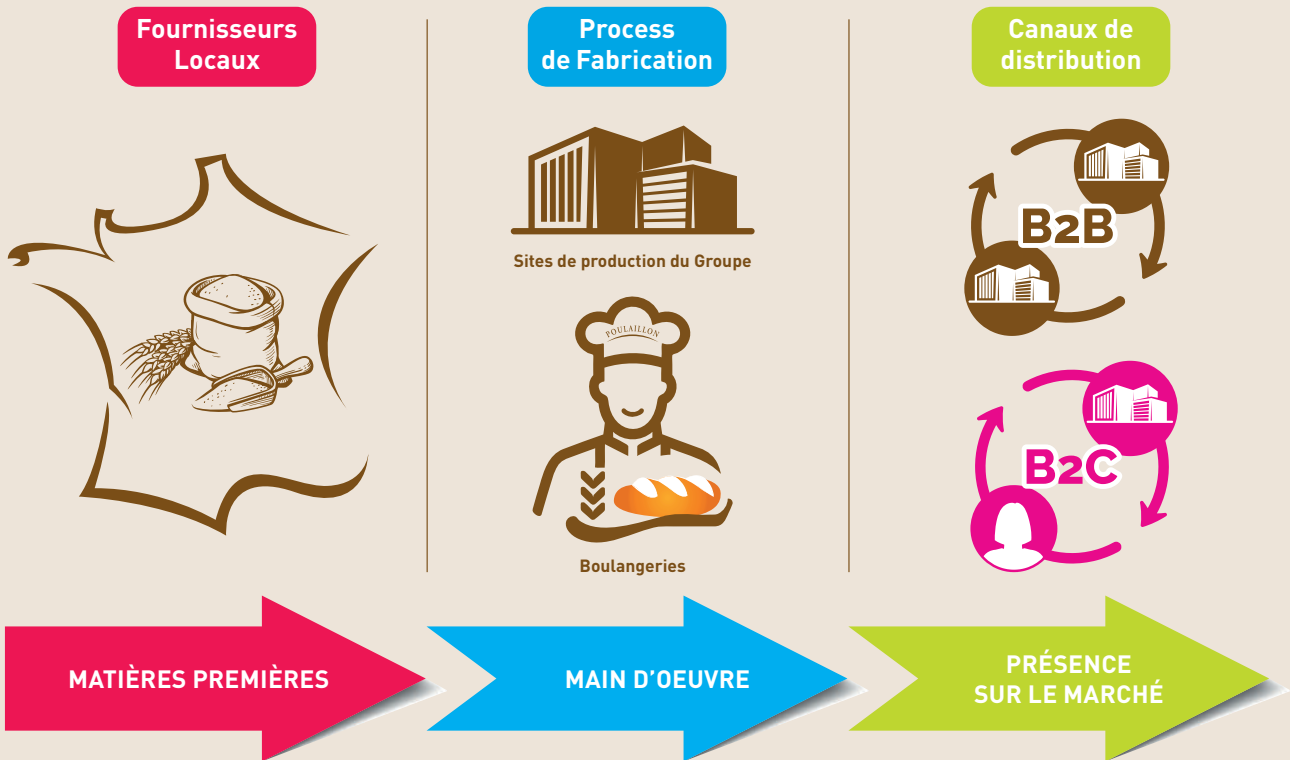 Fournisseurs
Locaux
Process
de Fabrication
Canaux de
distribution
Sites de production du Groupe
POULAILLON
Boulangeries
B2B
B2C
MATIÈRES PREMIÈRES
MAIN D'OEUVRE
PRÉSENCE
SUR LE MARCHÉ